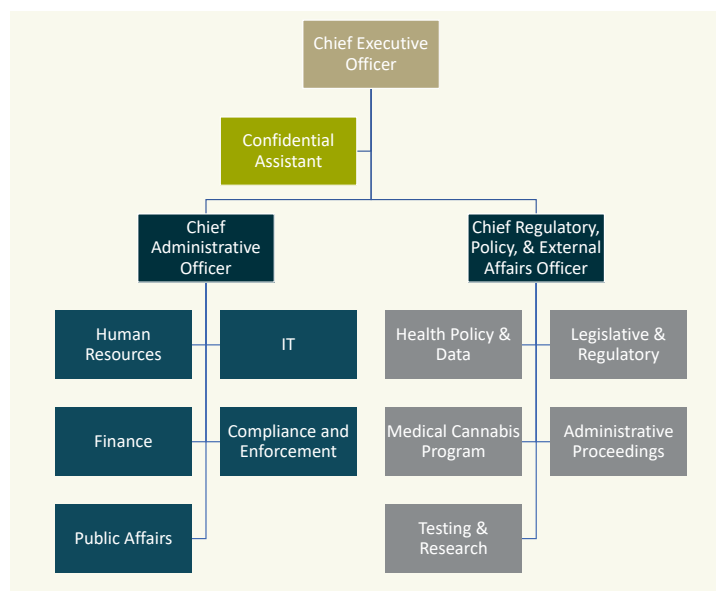 Chief Executive
Officer
Confidential
Assistant
Chief
Administrative
Officer
Chief Regulatory,
Policy, & External
Affairs Officer
Human
Resources
IT
Health Policy &
Data
Legislative &
Regulatory
Finance
Compliance and
Enforcement
Medical Cannabis
Program
Administrative
Proceedings
Public Affairs
Testing &
Research